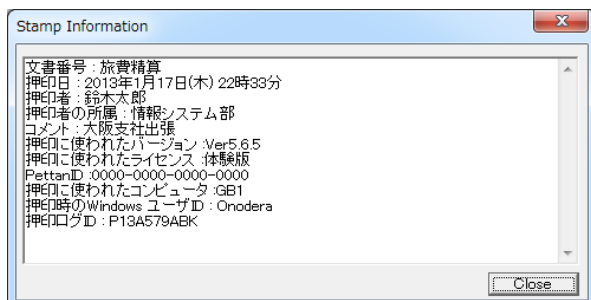 Stamp Information
文書番号：旅費精算
押印日：2013年1月17日(木) 22時33分
押印者：鈴木太郎
押印者の所属：情報システム部
コメント：大阪支社出張
押印に使われたバージョン :Ver5.6.5
押印に使われたライセンス :体験版
PettanID :0000-0000-0000-0000
押印に使われたコンピュータ :GB1
押印時のWindows ユーザID : Onodera
押印ログID : P13A579ABK
Close